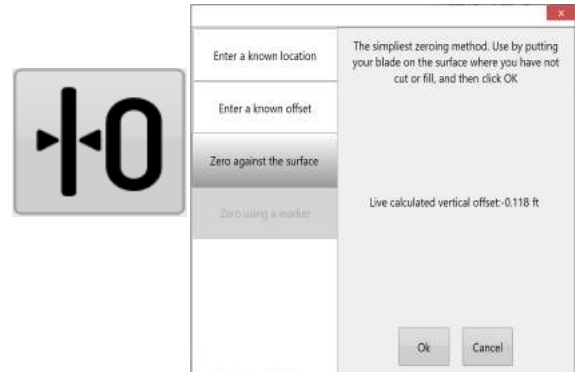 Enter a known location
Enter a known offset
Zero against the surface
Zero using a marker
The simpliest zeroing method. Use by putting
your blade on the surface where you have not
cut or fill, and then click OK
Live calculated vertical offset:-0.118 ft
Ok
Cancel
0
x